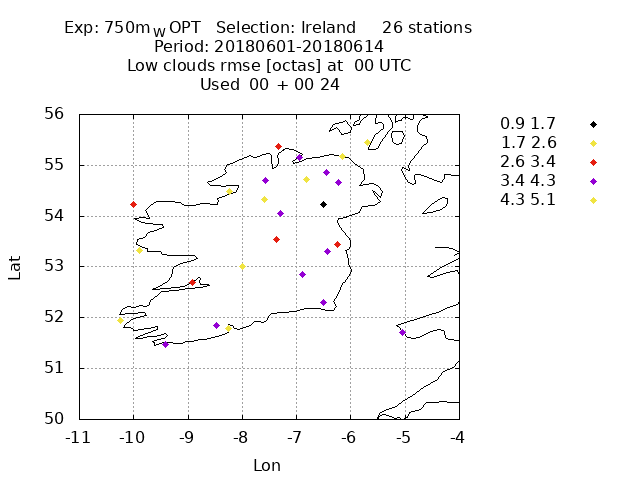 Exp: 750m W OPT Selection: Ireland 26 stations
Period: 20180601-20180614
Low clouds rmse [octas] at 00 UTC
Used 00 + 00 24
0.9 1.7
1.7 2.6
2.6 3.4
3.4 4.3
4.3 5.1
56
55
54
53
52
51
50
Lat
-11 -10 -9 -8 -7 -6 -5 -4
Lon